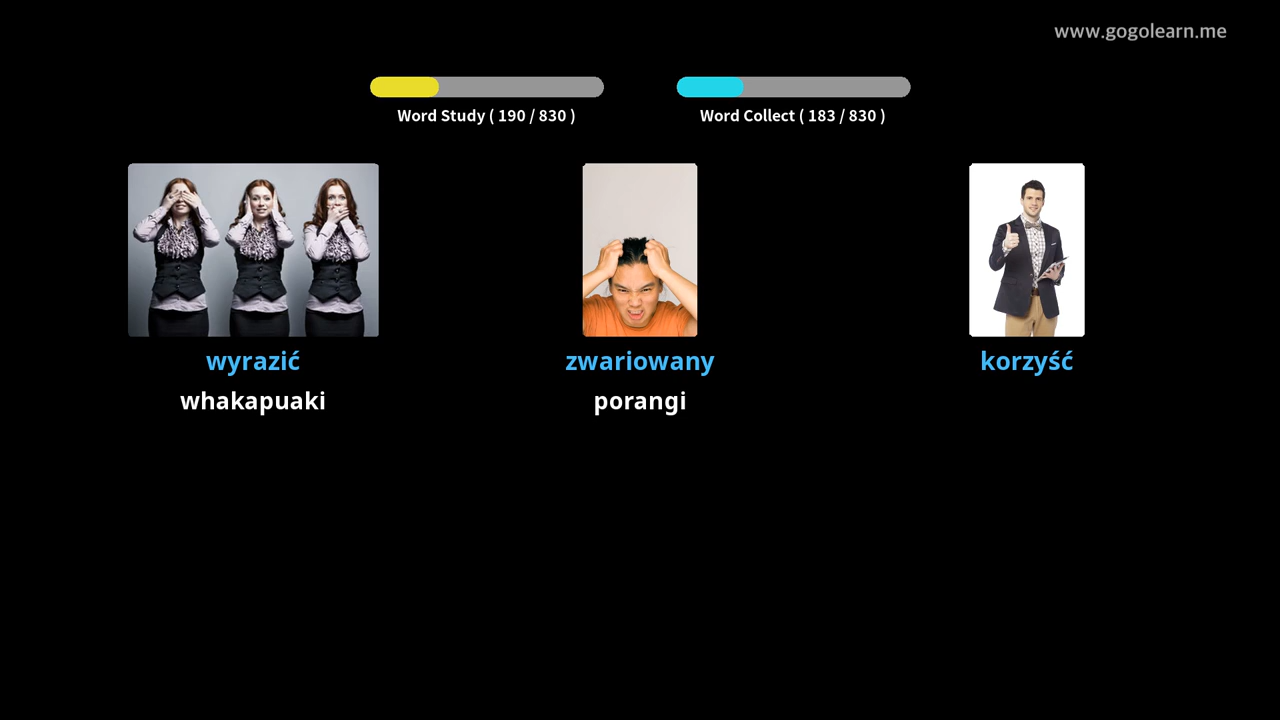 www.gogolearn.me
Word Study ( 190 / 830 )
Word Collect ( 183 / 830 )
wyrazić
zwariowany
korzyść
whakapuaki
porangi